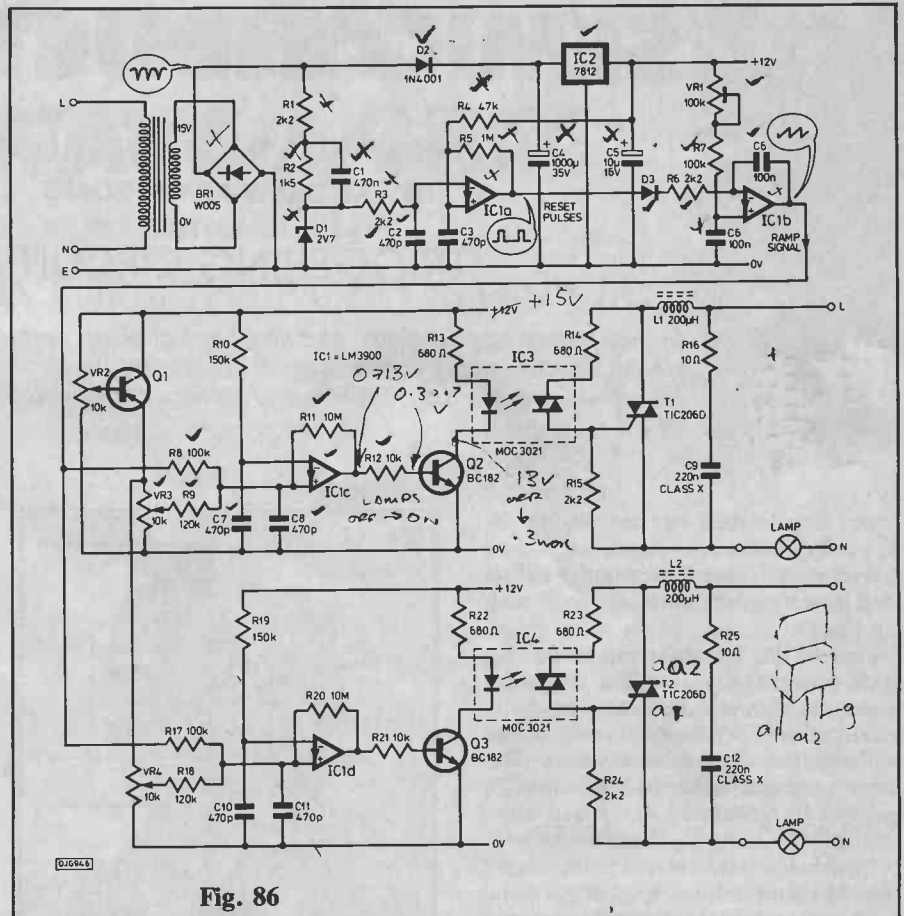 D2
1N4001
IC2
7812
+12V
L
15V
0V
BR1
W005
N
E
R1
2k2
R2
1k5
C1
470n
D1
2V7
R3
2k2
C2
470p
R4 47k
R5 1M
IC1a
C3
470p
RESET
PULSES
C4
1000µ
35V
C5
10µ
16V
D3
R6 2k2
VR1
100k
R7
100k
C6
100n
C6
100n
IC1b
RAMP
SIGNAL
0V
+12V
+15V
VR2
10k
Q1
R10
150k
IC1 = LM3900
0.713V
R11 10M
R12 10k
IC1c
LAMPS
OFF → ON
R8 100k
VR3
10k
R9
120k
C7
470p
C8
470p
R13
680Ω
IC3
MOC3021
Q2
BC182
13V
.3 more
R14
680Ω
R15
2k2
T1
TIC206D
L1 200µH
L
R16
10Ω
C9
220n
CLASS X
LAMP
N
0V
+12V
R19
150k
R22
680Ω
IC4
MOC3021
R23
680Ω
L2
200µH
L
R25
10Ω
a2
T2
TIC206D
a1 a2 g
R20 10M
IC1d
R21 10k
Q3
BC182
R17 100k
VR4
10k
R18
120k
C10
470p
C11
470p
R24
2k2
C12
220n
CLASS X
LAMP
N
0V
OJG946
Fig. 86